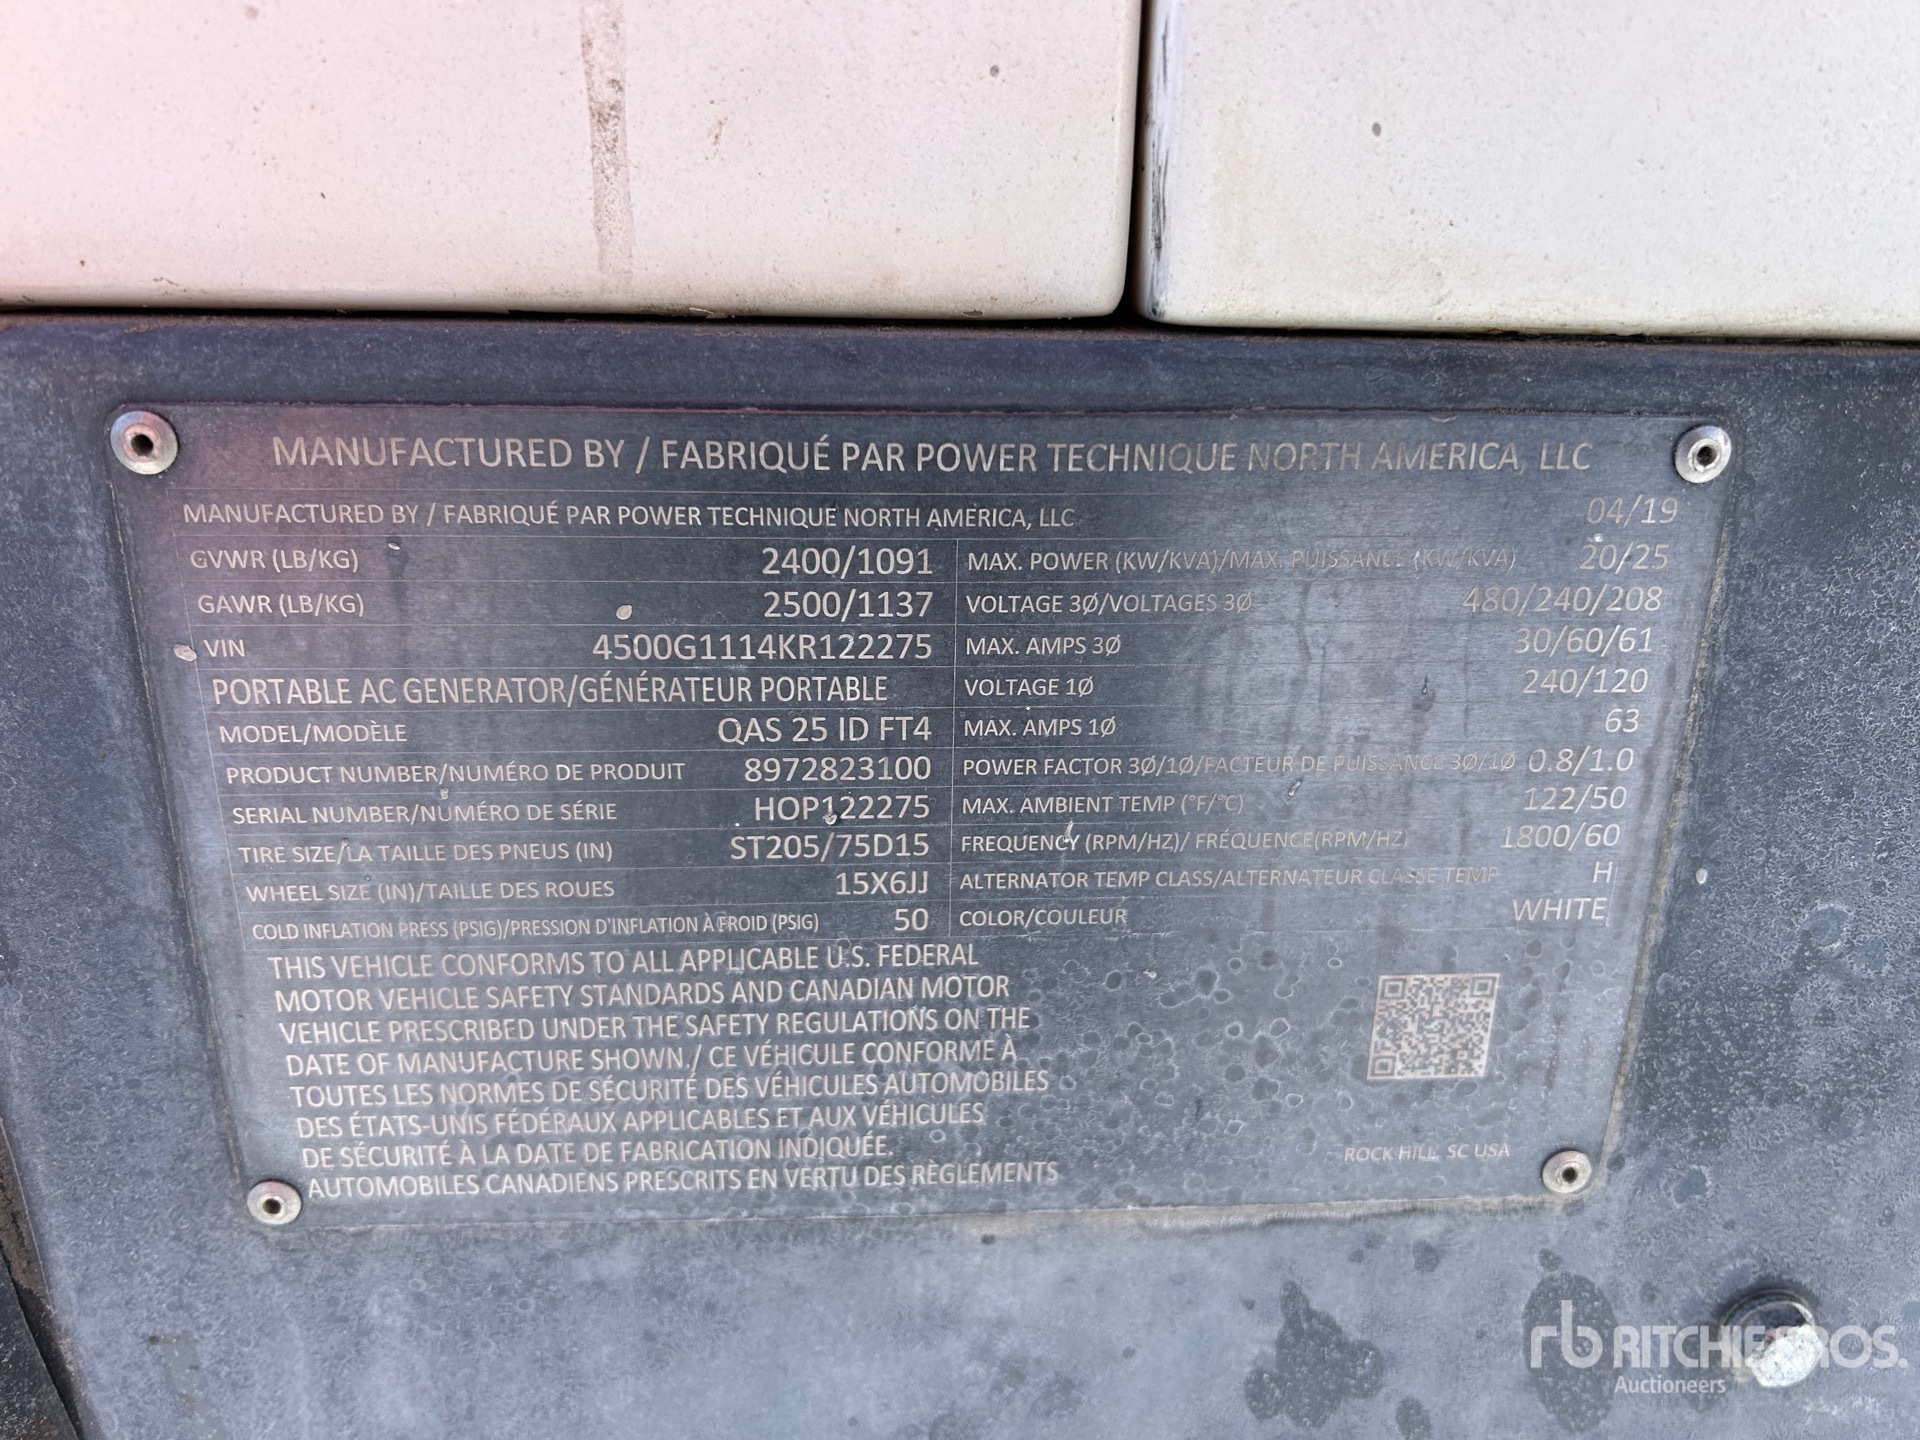 MANUFACTURED BY / FABRIQUÉ PAR POWER TECHNIQUE NORTH AMERICA, LLC
MANUFACTURED BY / FABRIQUÉ PAR POWER TECHNIQUE NORTH AMERICA, LLC 04/19
GVWR (LB/KG) 2400/1091 MAX. POWER (KW/KVA)/MAX. PUISSANCE (KW/KVA) 20/25
GAWR (LB/KG) 2500/1137 VOLTAGE 3Ø/VOLTAGES 3Ø 480/240/208
VIN 4500G1114KR122275 MAX. AMPS 3Ø 30/60/61
PORTABLE AC GENERATOR/GÉNÉRATEUR PORTABLE VOLTAGE 1Ø 240/120
MODEL/MODÈLE QAS 25 ID FT4 MAX. AMPS 1Ø 63
PRODUCT NUMBER/NUMÉRO DE PRODUIT 8972823100 POWER FACTOR 3Ø/1Ø/FACTEUR DE PUISSANCE 3Ø/1Ø 0.8/1.0
SERIAL NUMBER/NUMÉRO DE SÉRIE HOP122275 MAX. AMBIENT TEMP (°F/°C) 122/50
TIRE SIZE/LA TAILLE DES PNEUS (IN) ST205/75D15 FREQUENCY (RPM/HZ)/ FRÉQUENCE(RPM/HZ) 1800/60
WHEEL SIZE (IN)/TAILLE DES ROUES 15X6JJ ALTERNATOR TEMP CLASS/ALTERNATEUR CLASSE TEMP H
COLD INFLATION PRESS (PSIG)/PRESSION D'INFLATION À FROID (PSIG) 50 COLOR/COULEUR WHITE
THIS VEHICLE CONFORMS TO ALL APPLICABLE U.S. FEDERAL
MOTOR VEHICLE SAFETY STANDARDS AND CANADIAN MOTOR
VEHICLE PRESCRIBED UNDER THE SAFETY REGULATIONS ON THE
DATE OF MANUFACTURE SHOWN./ CE VÉHICULE CONFORME À
TOUTES LES NORMES DE SÉCURITÉ DES VÉHICULES AUTOMOBILES
DES ÉTATS-UNIS FÉDÉRAUX APPLICABLES ET AUX VÉHICULES
DE SÉCURITÉ À LA DATE DE FABRICATION INDIQUÉE.
AUTOMOBILES CANADIENS PRESCRITS EN VERTU DES RÈGLEMENTS
ROCK HILL, SC USA
rb RITCHIE BROS.
Auctioneers